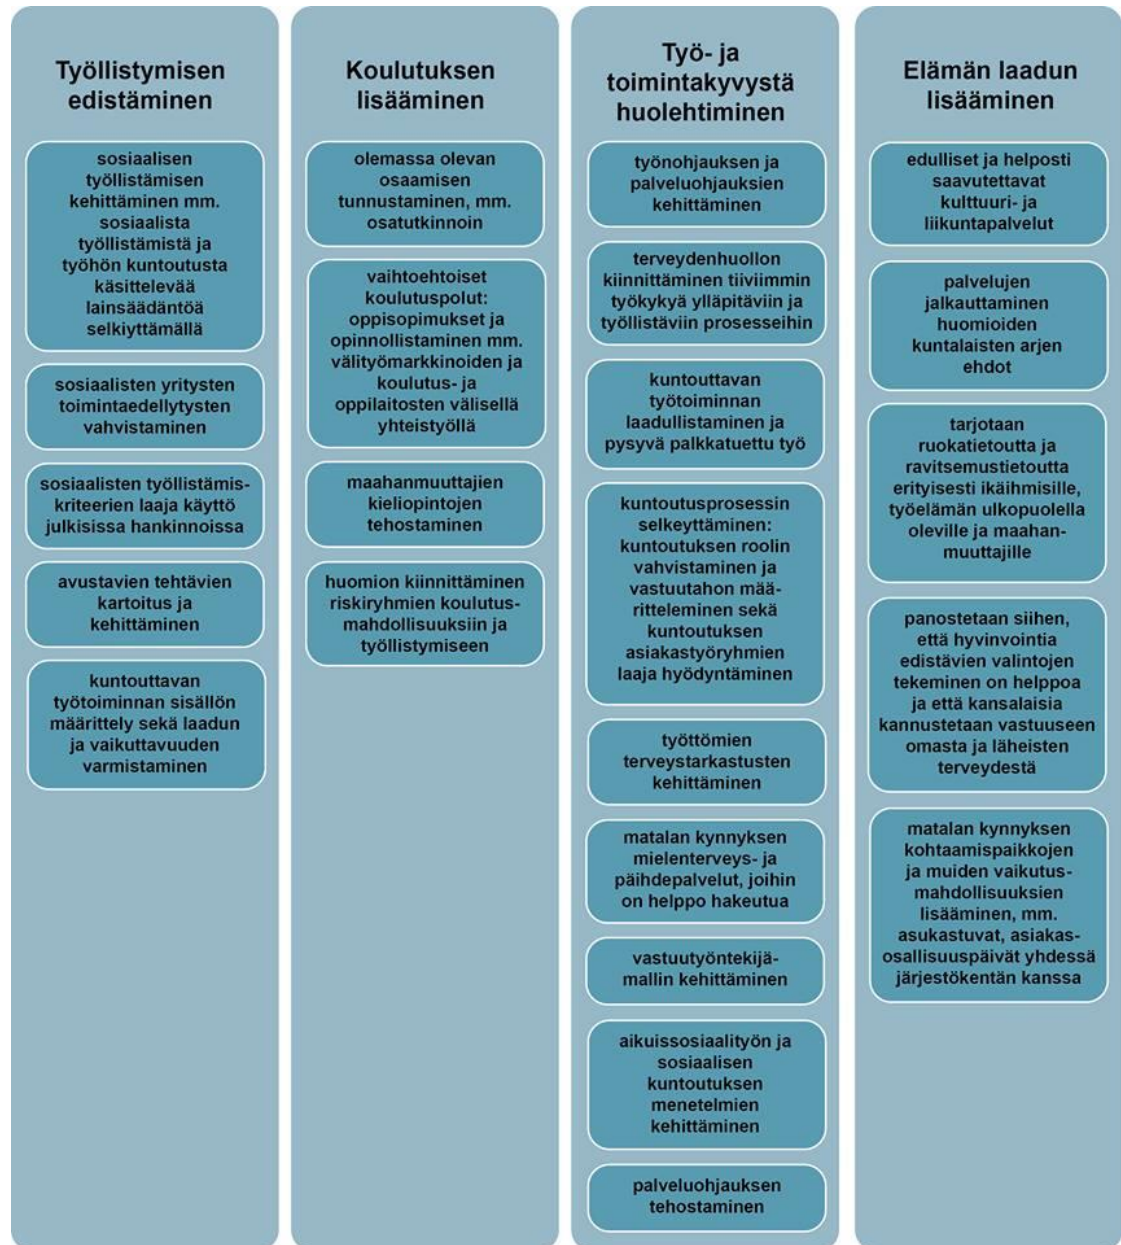 Työllistymisen
edistäminen
sosiaalisen
työllistämisen
kehittäminen mm.
sosiaalista
työllistämistä ja
työhön kuntoutusta
käsittelevää
lainsäädäntöä
selkiyttämällä
sosiaalisten yritysten
toimintaedellytysten
vahvistaminen
sosiaalisten työllistämis-
kriteerien laaja käyttö
julkisissa hankinnoissa
avustavien tehtävien
kartoitus ja
kehittäminen
kuntouttavan
työtoiminnan sisällön
määrittely sekä laadun
ja vaikuttavuuden
varmistaminen
Koulutuksen
lisääminen
olemassa olevan
osaamisen
tunnustaminen, mm.
osatutkinnoin
vaihtoehtoiset
koulutuspolut:
oppisopimukset ja
opinnollistaminen mm.
välityömarkkinoiden ja
koulutus- ja
oppilaitosten välisellä
yhteistyöllä
maahanmuuttajien
kieliopintojen
tehostaminen
huomion kiinnittäminen
riskiryhmien koulutus-
mahdollisuuksiin ja
työllistymiseen
Työ- ja
toimintakyvystä
huolehtiminen
työnohjauksen ja
palveluohjauksien
kehittäminen
terveydenhuollon
kiinnittäminen tiiviimmin
työkykyä ylläpitäviin ja
työllistäviin prosesseihin
kuntouttavan
työtoiminnan
laadullistaminen ja
pysyvä palkkatuettu työ
kuntoutusprosessin
selkeyttäminen:
kuntoutuksen roolin
vahvistaminen ja
vastuutahon mää-
ritteleminen sekä
kuntoutuksen
asiakastyöryhmien
laaja hyödyntäminen
työttömien
terveystarkastusten
kehittäminen
matalan kynnyksen
mielenterveys- ja
päihdepalvelut, joihin
on helppo hakeutua
vastuutyöntekijä-
mallin kehittäminen
aikuissosiaalityön ja
sosiaalisen
kuntoutuksen
menetelmien
kehittäminen
palveluohjauksen
tehostaminen
Elämän laadun
lisääminen
edulliset ja helposti
saavutettavat
kulttuuri- ja
liikuntapalvelut
palvelujen
jalkauttaminen
huomioiden
kuntalaisten arjen
ehdot
tarjotaan
ruokatietoutta ja
ravitsemustietoutta
erityisesti ikäihmisille,
työelämän ulkopuolella
oleville ja maahan-
muuttajille
panostetaan siihen,
että hyvinvointia
edistävien valintojen
tekeminen on helppoa
ja että kansalaisia
kannustetaan vastuuseen
omasta ja läheisten
terveydestä
matalan kynnyksen
kohtaamispaikkojen
ja muiden vaikutus-
mahdollisuuksien
lisääminen, mm.
asukastuvat, asiakas-
osallisuuspäivät yhdessä
järjestökentän kanssa